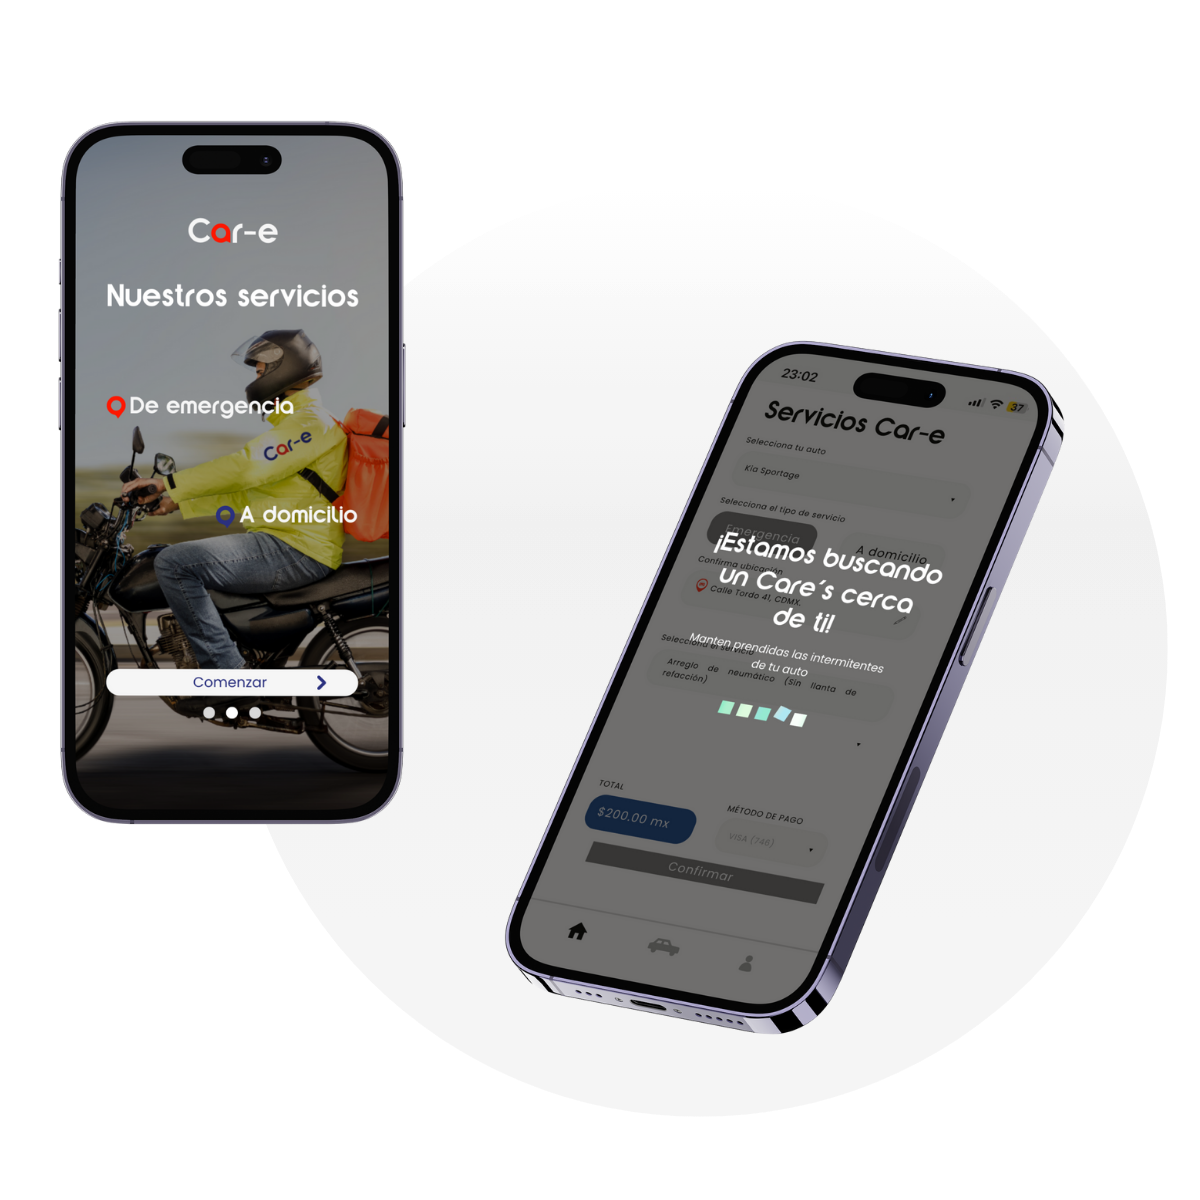 Car-e
Nuestros servicios
De emergencia
Car-e
A domicilio
Comenzar
23:02
37
Servicios Car-e
Selecciona tu auto
Kia Sportage
Selecciona el tipo de servicio
Emergencia
A domicilio
¡Estamos buscando
un Care´s cerca
de ti!
Confirma ubicación
Calle Tordo 41, CDMX.
Manten prendidas las intermitentes
de tu auto
Selecciona el servicio
Arreglo de neumático (Sin llanta de
refacción)
TOTAL
$200.00 mx
MÉTODO DE PAGO
VISA (746)
Confirmar